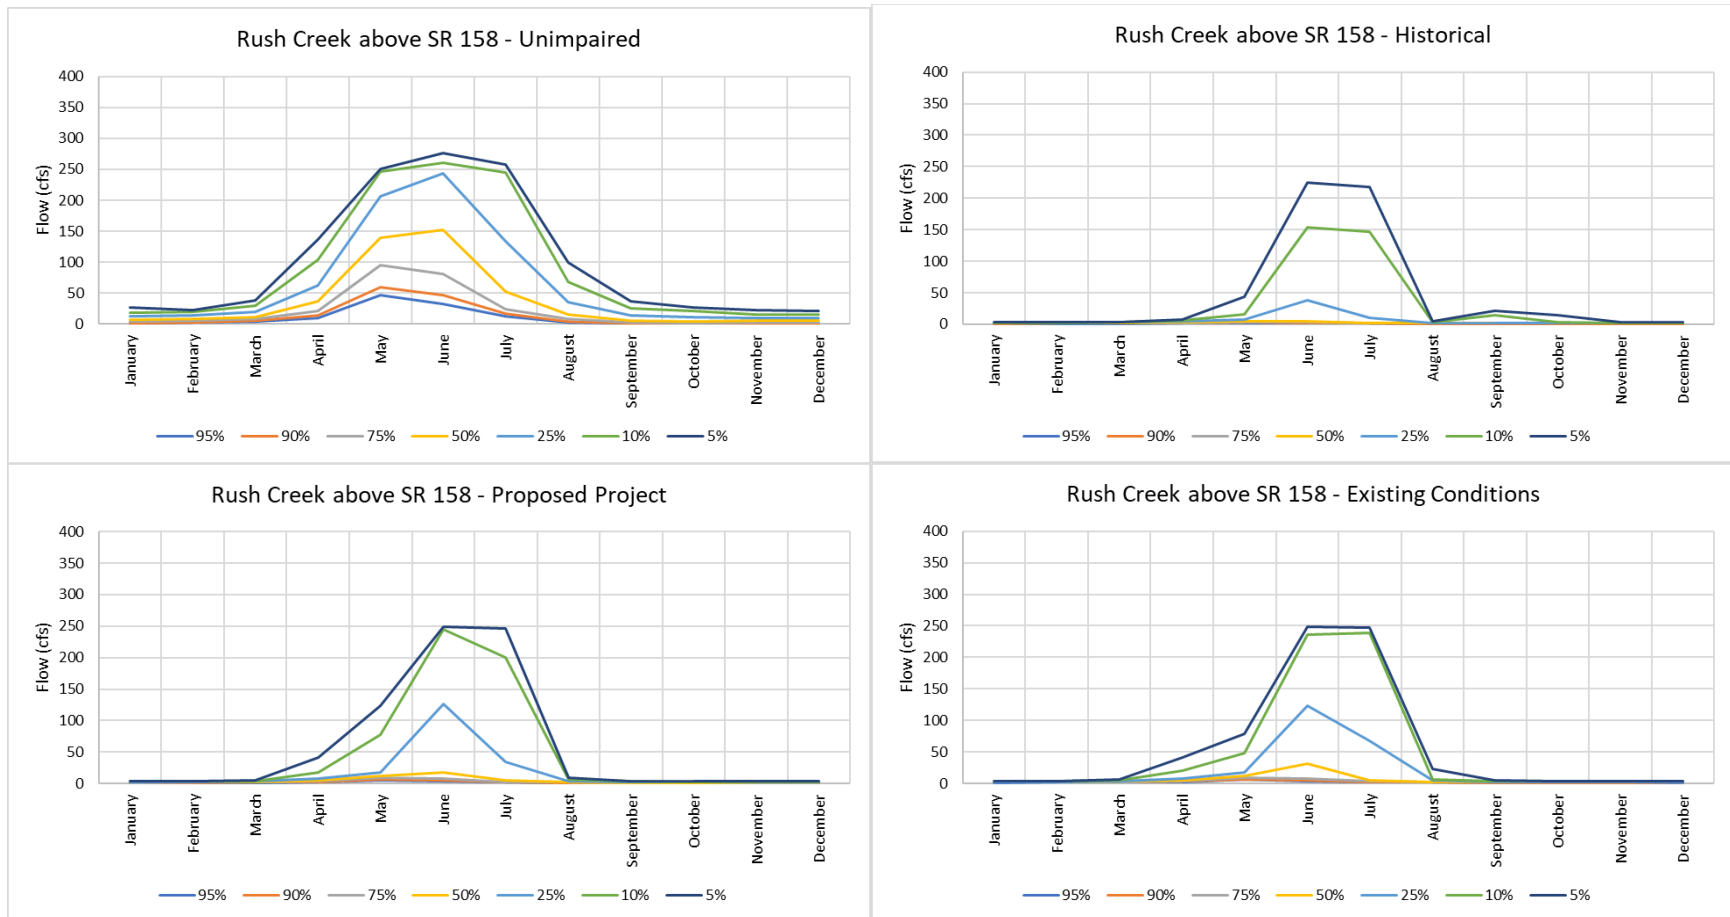 Rush Creek above SR 158 - Unimpaired
400
350
300
250
200
150
100
50
0
Flow (cfs)
January
February
March
April
May
June
July
August
September
October
November
December
95% 90% 75% 50% 25% 10% 5%
Rush Creek above SR 158 - Historical
400
350
300
250
200
150
100
50
0
Flow (cfs)
January
February
March
April
May
June
July
August
September
October
November
December
95% 90% 75% 50% 25% 10% 5%
Rush Creek above SR 158 - Proposed Project
400
350
300
250
200
150
100
50
0
Flow (cfs)
January
February
March
April
May
June
July
August
September
October
November
December
95% 90% 75% 50% 25% 10% 5%
Rush Creek above SR 158 - Existing Conditions
400
350
300
250
200
150
100
50
0
Flow (cfs)
January
February
March
April
May
June
July
August
September
October
November
December
95% 90% 75% 50% 25% 10% 5%